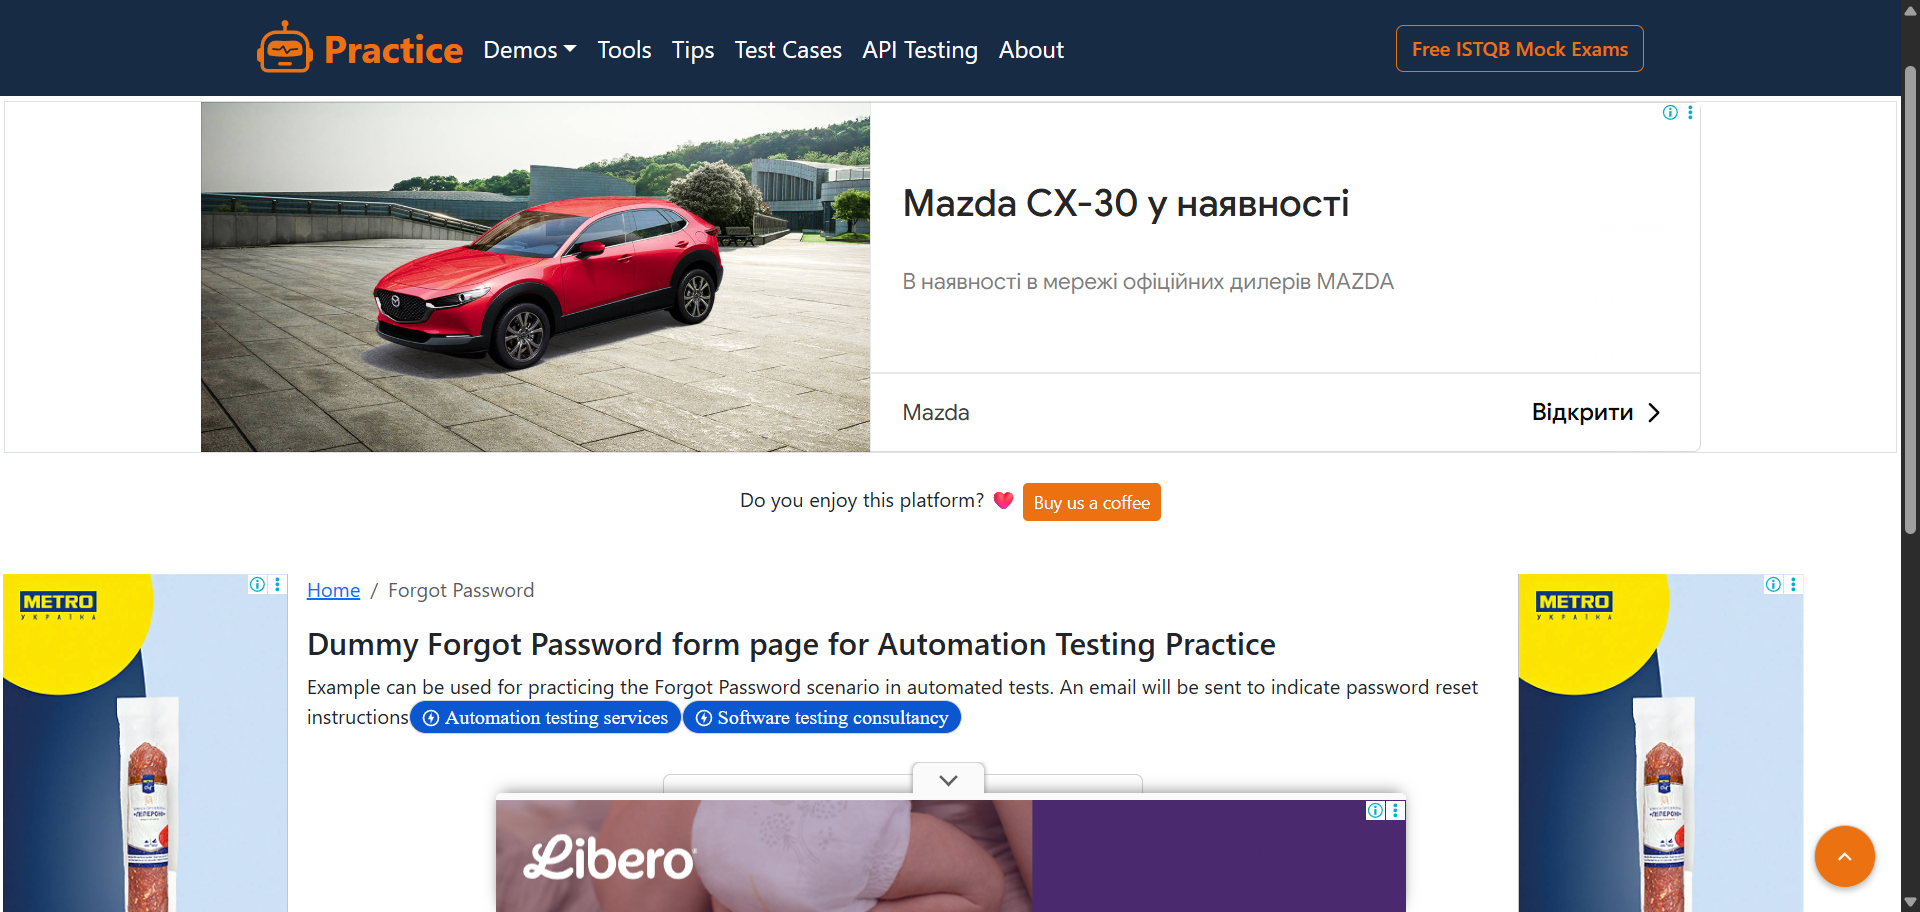 Practice Demos Tools Tips Test Cases API Testing About Free ISTQB Mock Exams
Mazda CX-30 у наявності
В наявності в мережі офіційних дилерів MAZDA
Mazda Відкрити
Do you enjoy this platform? Buy us a coffee
METRO
УКРАЇНА
Home / Forgot Password
Dummy Forgot Password form page for Automation Testing Practice
Example can be used for practicing the Forgot Password scenario in automated tests. An email will be sent to indicate password reset
instructions Automation testing services Software testing consultancy
METRO
УКРАЇНА
«ПЕПЕРОНІ»
«ПЕПЕРОНІ»
Libero